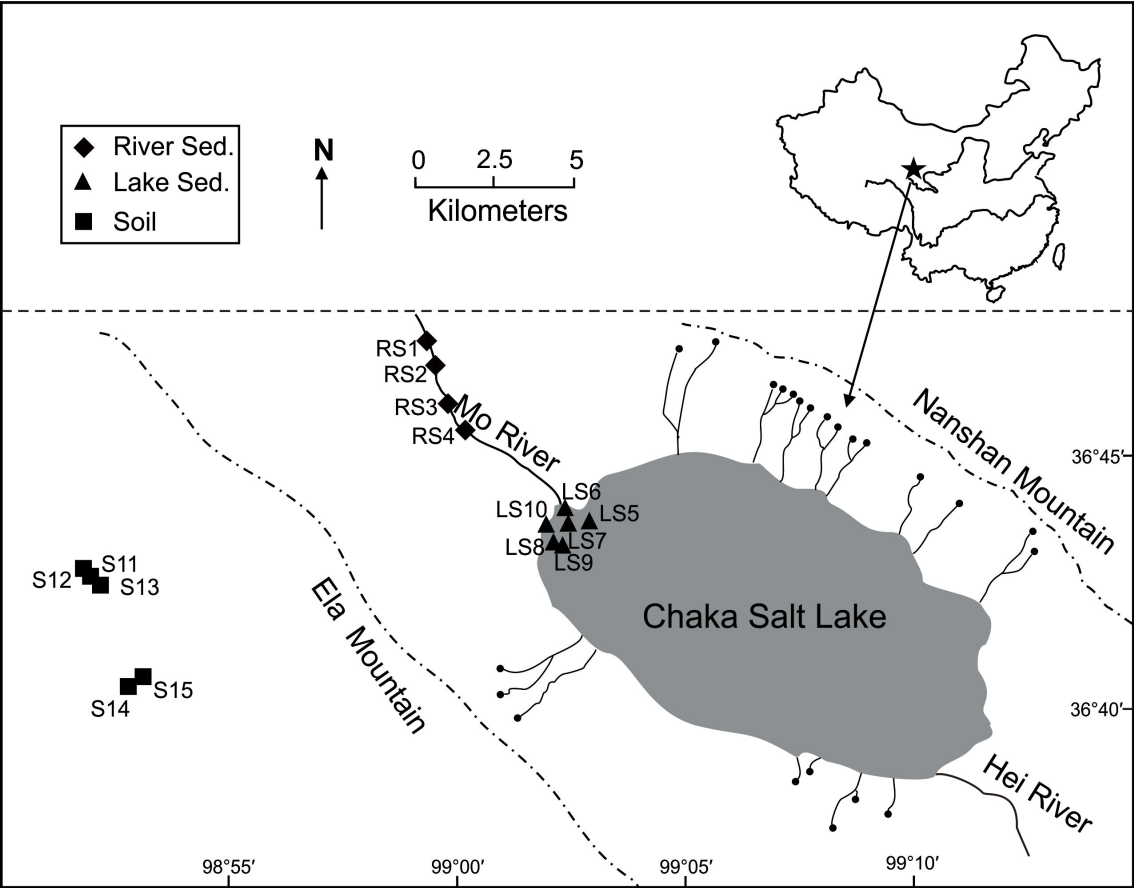 River Sed.
Lake Sed.
Soil
N
0 2.5 5
Kilometers
RS1
RS2
RS3
RS4
Mo River
Nanshan Mountain
36°45′
LS6
LS10
LS5
LS7
LS8
LS9
S11
S12
S13
Ela Mountain
Chaka Salt Lake
S15
S14
36°40′
Hei River
98°55′ 99°00′ 99°05′ 99°10′